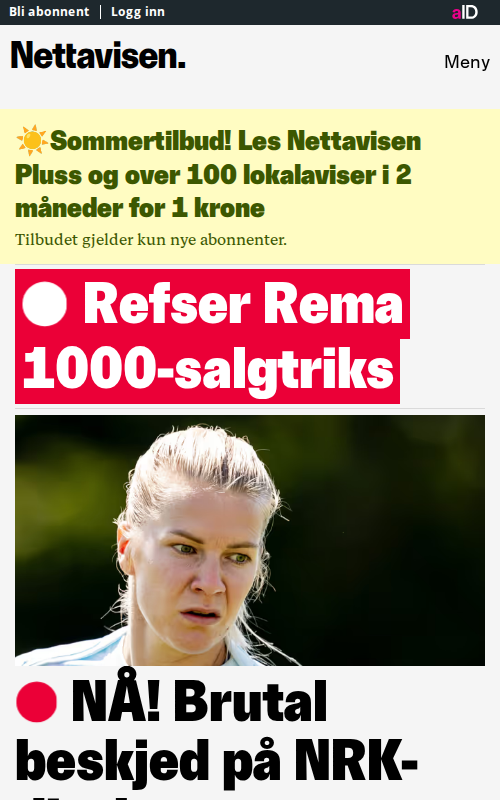 Bli abonnent | Logg inn
aID
Nettavisen.
Meny
Sommertilbud! Les Nettavisen
Pluss og over 100 lokalaviser i 2
måneder for 1 krone
Tilbudet gjelder kun nye abonnenter.
Refser Rema
1000-salgtriks
NÅ! Brutal
beskjed på NRK-